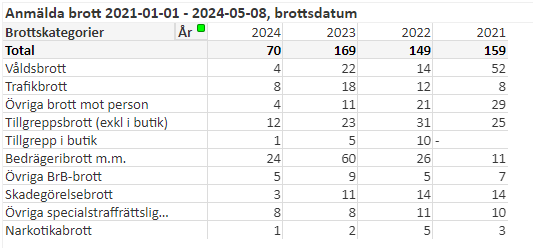 Anmälda brott 2021-01-01 - 2024-05-08, brottsdatum
Brottskategorier År 2024 2023 2022 2021
Total 70 169 149 159
Våldsbrott 4 22 14 52
Trafikbrott 8 18 12 8
Övriga brott mot person 4 11 21 29
Tillgreppsbrott (exkl i butik) 12 23 31 25
Tillgrepp i butik 1 5 10 -
Bedrägeribrott m.m. 24 60 26 11
Övriga BrB-brott 5 9 5 7
Skadegörelsebrott 3 11 14 14
Övriga specialstraffrättslig... 8 8 11 10
Narkotikabrott 1 2 5 3